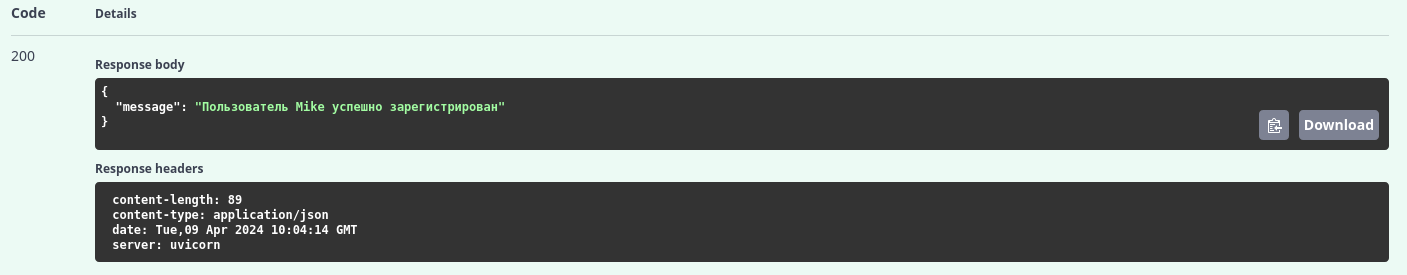 Code Details
200
Response body
{
  "message": "Пользователь Mike успешно зарегистрирован"
}
Download
Response headers
content-length: 89
content-type: application/json
date: Tue,09 Apr 2024 10:04:14 GMT
server: uvicorn